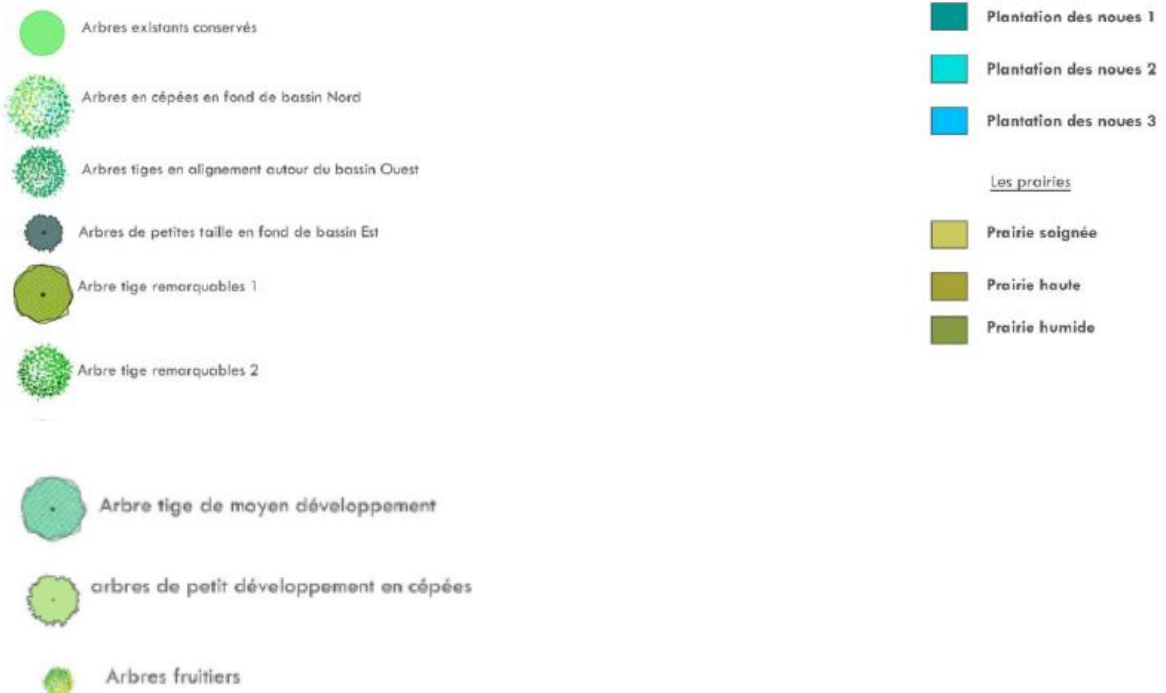 Arbres existants conservés
Arbres en cépées en fond de bassin Nord
Arbres tiges en alignement autour du bassin Ouest
Arbres de petites taille en fond de bassin Est
Arbre tige remarquables 1
Arbre tige remarquables 2
Arbre tige de moyen développement
arbres de petit développement en cépées
Arbres fruitiers
Plantation des noues 1
Plantation des noues 2
Plantation des noues 3
Les prairies
Prairie soignée
Prairie haute
Prairie humide